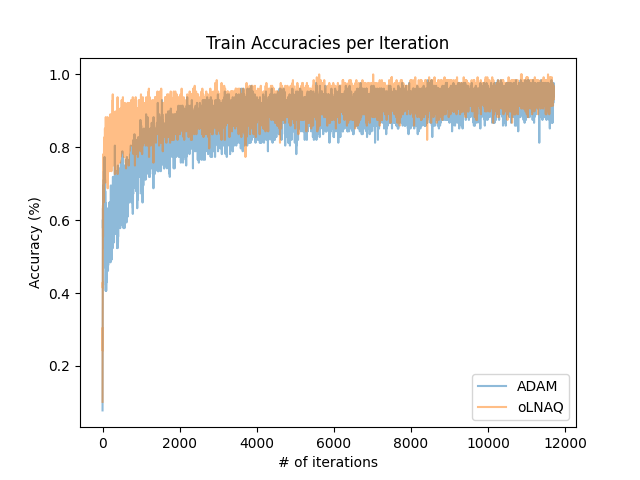 Train Accuracies per Iteration
1.0
0.8
0.6
0.4
0.2
Accuracy (%)
0 2000 4000 6000 8000 10000 12000
# of iterations
ADAM
oLNAQ